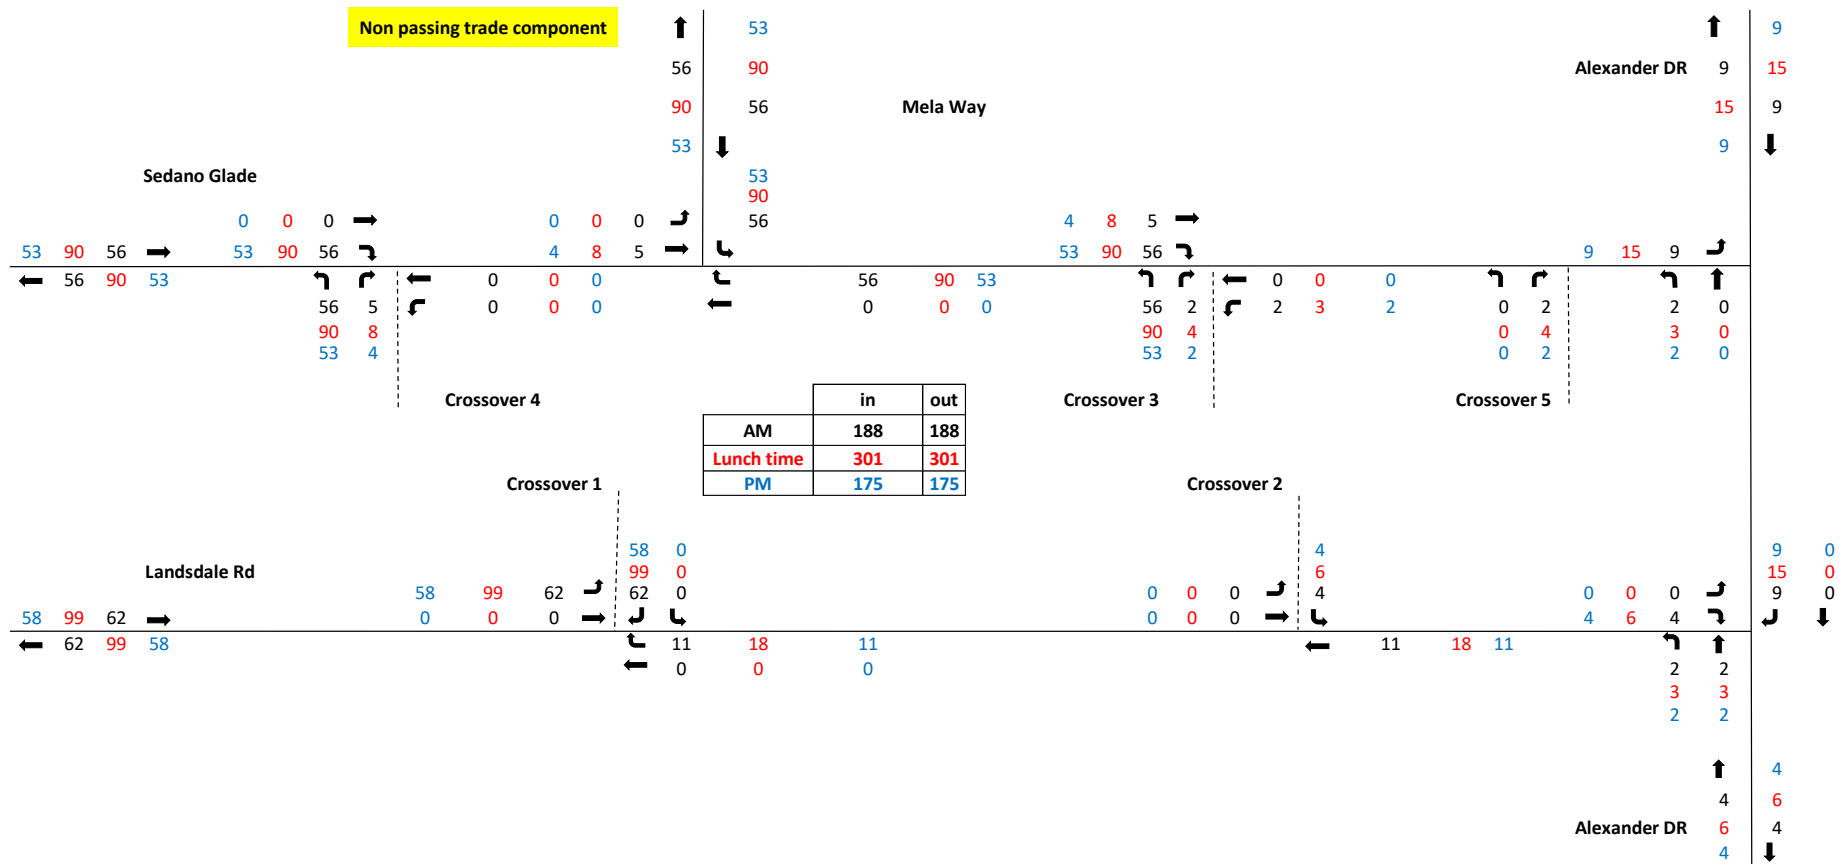 Non passing trade component 53 9
56 90 Alexander DR 9 15
90 56 Mela Way 15 9
53 9
Sedano Glade 53
90
0 0 0 0 0 0 56 4 8 5
53 90 56 53 90 56 4 8 5 53 90 56 9 15 9
56 90 53 0 0 0 56 90 53 0 0 0
56 5 0 0 0 0 0 0 56 2 2 3 2 0 2 2 0
90 8 90 4 0 4 3 0
53 4 53 2 0 2 2 0
Crossover 4 in out Crossover 3 Crossover 5
AM 188 188
Lunch time 301 301
PM 175 175
Crossover 1 Crossover 2
58 0 4 9 0
Landsdale Rd 99 0 6 15 0
58 99 62 62 0 0 0 0 4 0 0 0 9 0
58 99 62 0 0 0 0 0 0 4 6 4
62 99 58 11 18 11 11 18 11
0 0 0 2 2
3 3
2 2
4
4 6
Alexander DR 6 4
4